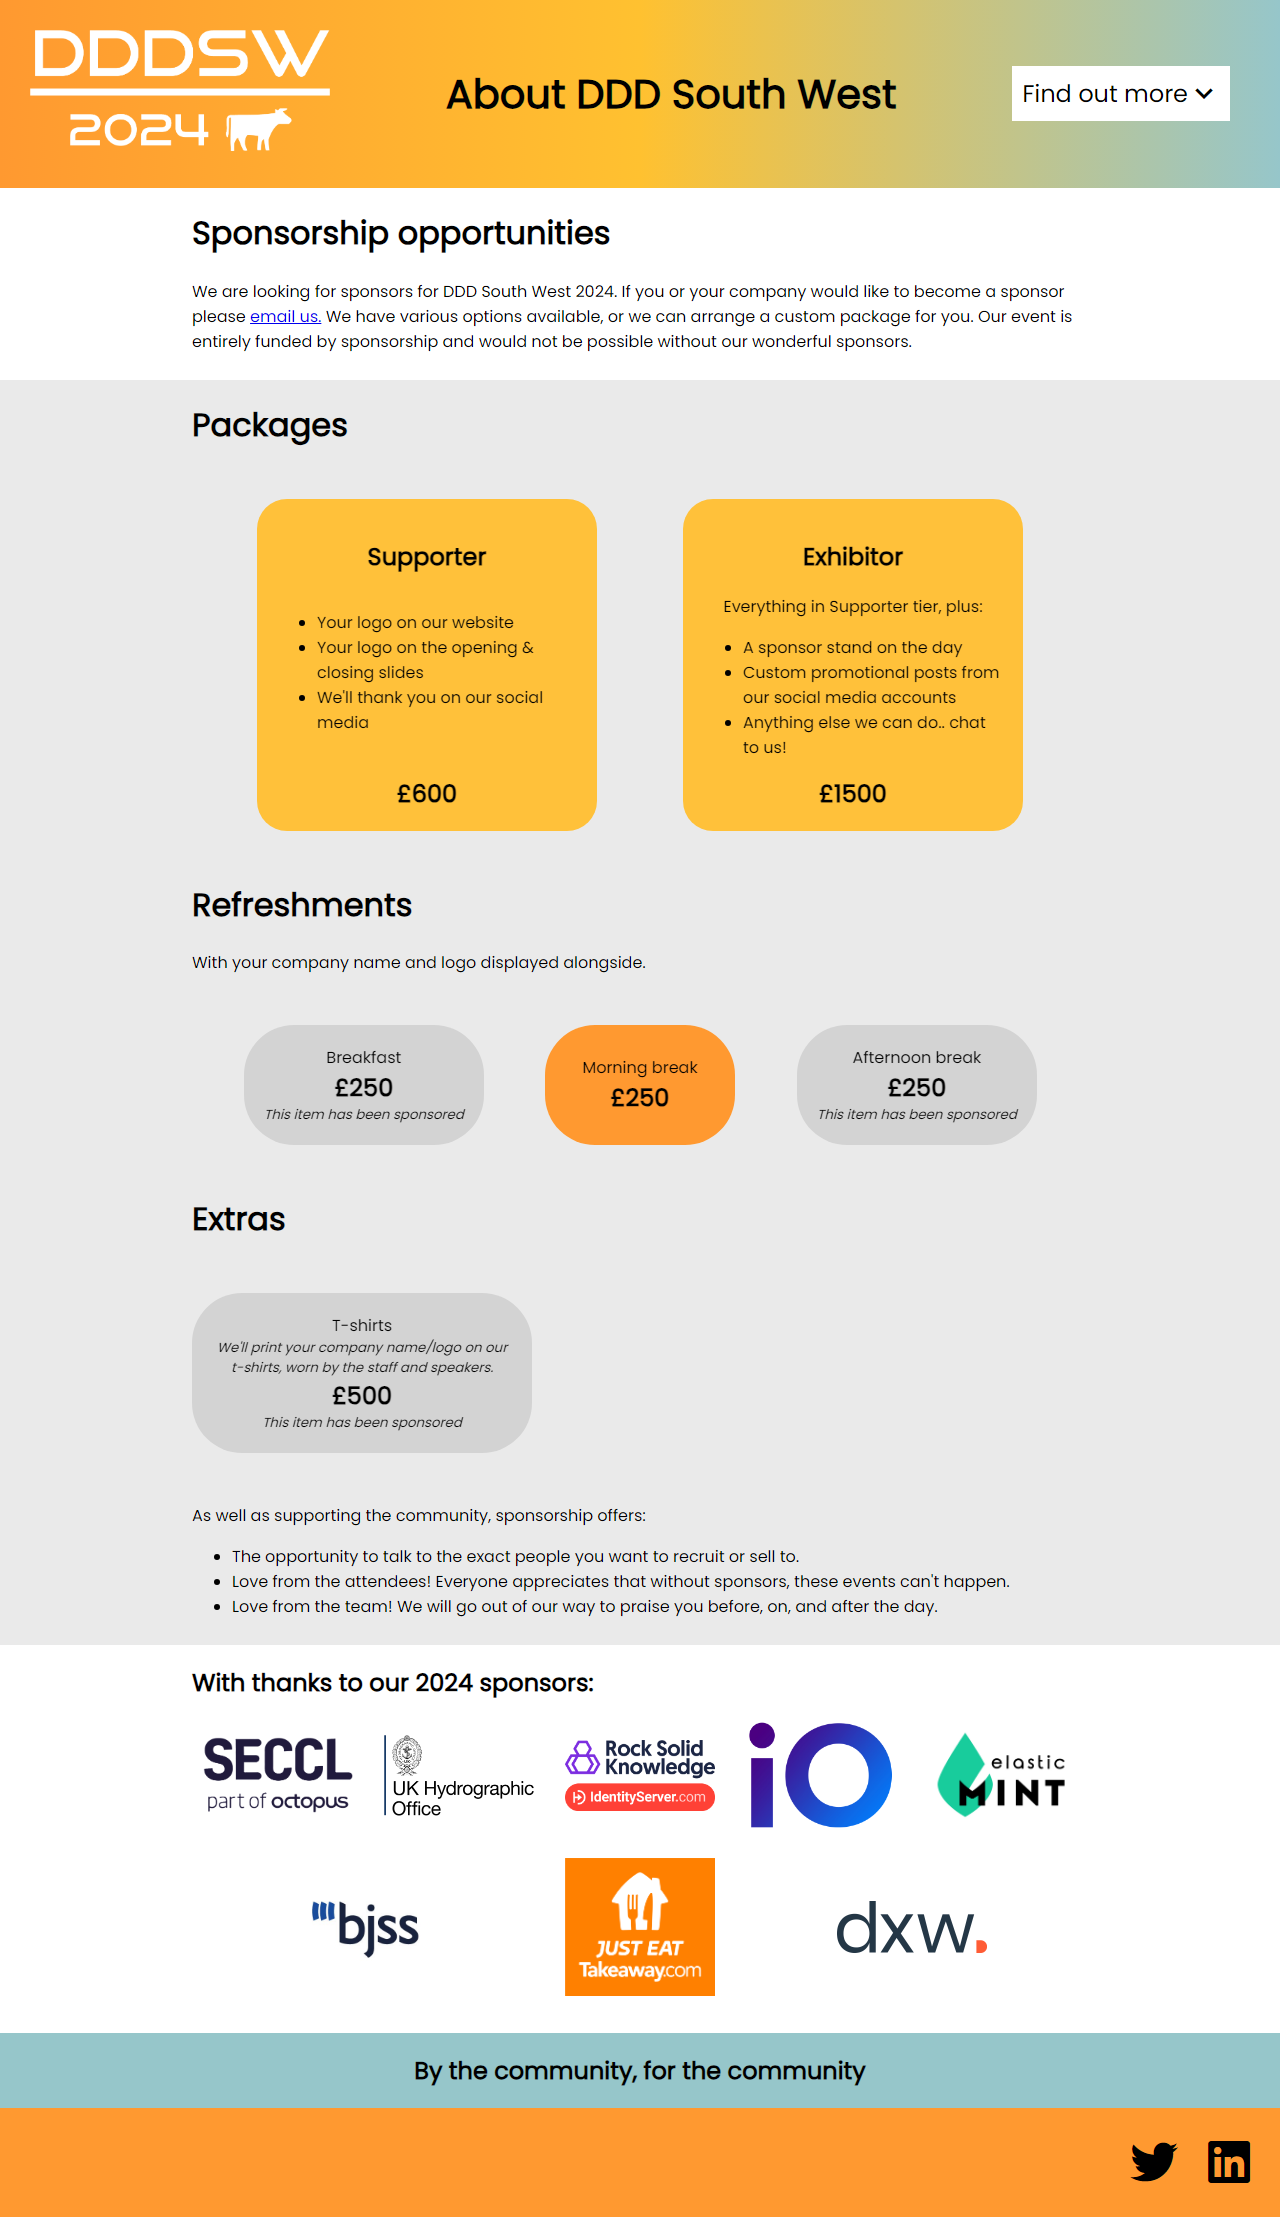 DDDSW
2024
About DDD South West
Find out more
Sponsorship opportunities
We are looking for sponsors for DDD South West 2024. If you or your company would like to become a sponsor
please email us. We have various options available, or we can arrange a custom package for you. Our event is
entirely funded by sponsorship and would not be possible without our wonderful sponsors.
Packages
Supporter
Your logo on our website
Your logo on the opening &
closing slides
We'll thank you on our social
media
£600
Exhibitor
Everything in Supporter tier, plus:
A sponsor stand on the day
Custom promotional posts from
our social media accounts
Anything else we can do.. chat
to us!
£1500
Refreshments
With your company name and logo displayed alongside.
Breakfast
£250
This item has been sponsored
Morning break
£250
Afternoon break
£250
This item has been sponsored
Extras
T-shirts
We'll print your company name/logo on our
t-shirts, worn by the staff and speakers.
£500
This item has been sponsored
As well as supporting the community, sponsorship offers:
The opportunity to talk to the exact people you want to recruit or sell to.
Love from the attendees! Everyone appreciates that without sponsors, these events can't happen.
Love from the team! We will go out of our way to praise you before, on, and after the day.
With thanks to our 2024 sponsors:
SECCL
part of octopus
UK Hydrographic
Office
Rock Solid
Knowledge
IdentityServer.com
iO
elastic
MINT
bjss
JUST EAT
Takeaway.com
dxw.
By the community, for the community
in